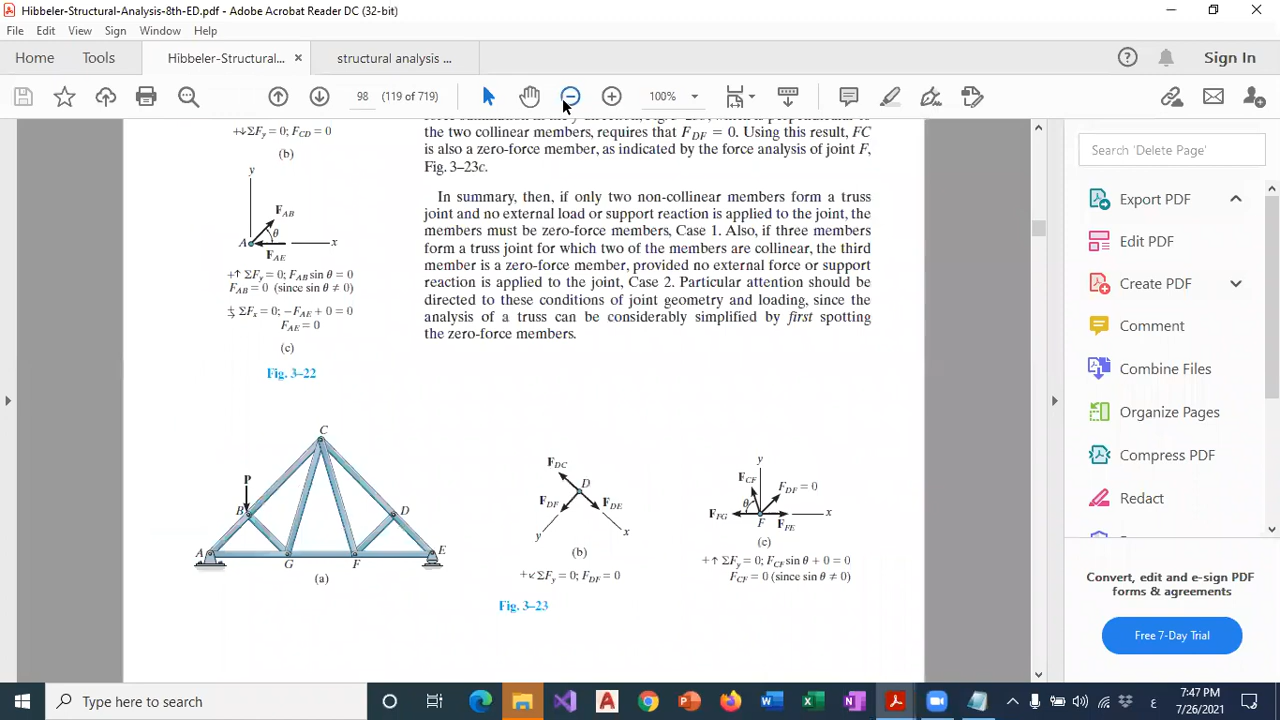 Hibbeler-Structural-Analysis-8th-ED.pdf - Adobe Acrobat Reader DC (32-bit)
File Edit View Sign Window Help
Home Tools Hibbeler-Structural... × structural analysis ... Sign In
98 (119 of 719) 100%
the two collinear members, requires that F DF = 0. Using this result, FC
is also a zero-force member, as indicated by the force analysis of joint F,
Fig. 3–23c.
In summary, then, if only two non-collinear members form a truss
joint and no external load or support reaction is applied to the joint, the
members must be zero-force members, Case 1. Also, if three members
form a truss joint for which two of the members are collinear, the third
member is a zero-force member, provided no external force or support
reaction is applied to the joint, Case 2. Particular attention should be
directed to these conditions of joint geometry and loading, since the
analysis of a truss can be considerably simplified by first spotting
the zero-force members.
+↓ΣFy = 0; FCD = 0
(b)
y
FAB
θ
A
x
FAE
+↑ ΣFy = 0; FAB sin θ = 0
FAB = 0 (since sin θ ≠ 0)
+→ ΣFx = 0; −FAE + 0 = 0
FAE = 0
(c)
Fig. 3–22
C
P
B
D
A
G
F
E
(a)
FDC
D
FDF
FDE
y
x
(b)
+↙ΣFy = 0; FDF = 0
Fig. 3–23
y
FCF
FDF = 0
θ
FFG
x
F
FFE
(c)
+↑ ΣFy = 0; FCF sin θ + 0 = 0
FCF = 0 (since sin θ ≠ 0)
Search 'Delete Page'
Export PDF
Edit PDF
Create PDF
Comment
Combine Files
Organize Pages
Compress PDF
Redact
Convert, edit and e-sign PDF
forms & agreements
Free 7-Day Trial
Type here to search
ع
7:47 PM
7/26/2021